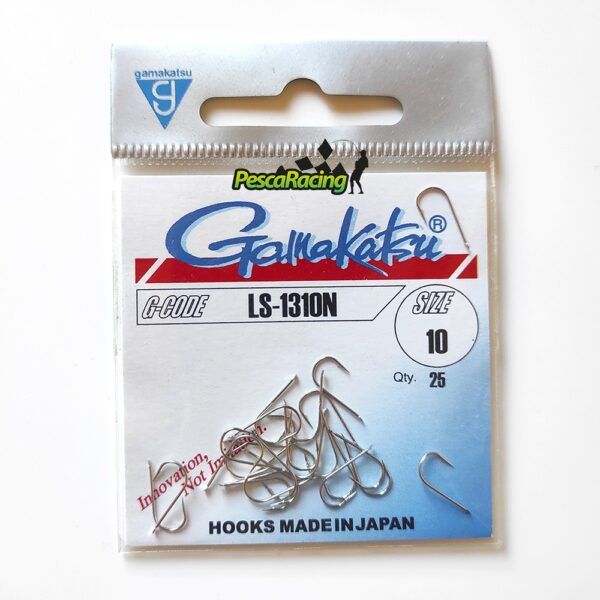 gamakatsu
g
PescaRacing
Gamakatsu®
G-CODE LS-1310N
SIZE
10
Qty. 25
Innovation,
Not Imitation.
HOOKS MADE IN JAPAN